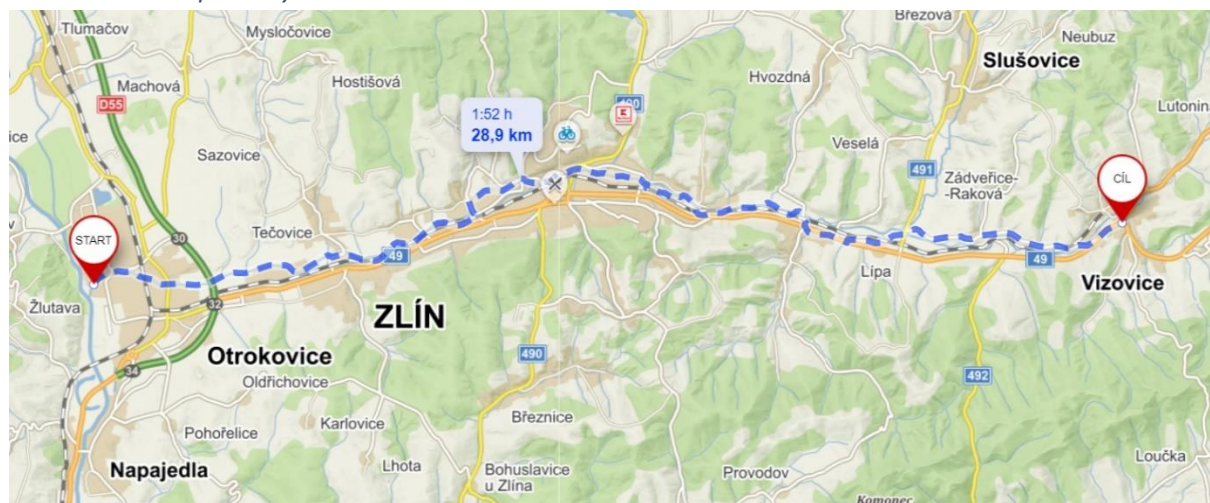 Tlumačov
Mysločovice
Březová
Neubuz
Slušovice
Machová
Hostišová
Hvozdná
D55
490
K
1:52 h
28,9 km
Lutonina
Sazovice
Veselá
491
Zádveřice-
-Raková
CÍL
START
30
Tečovice
49
Lípa
49
Vizovice
Žlutava
32
ZLÍN
Otrokovice
490
34
Oldřichovice
492
Karlovice
Březnice
Pohořelice
Napajedla
Lhota
Bohuslavice
u Zlína
Provodov
Loučka
Komonec